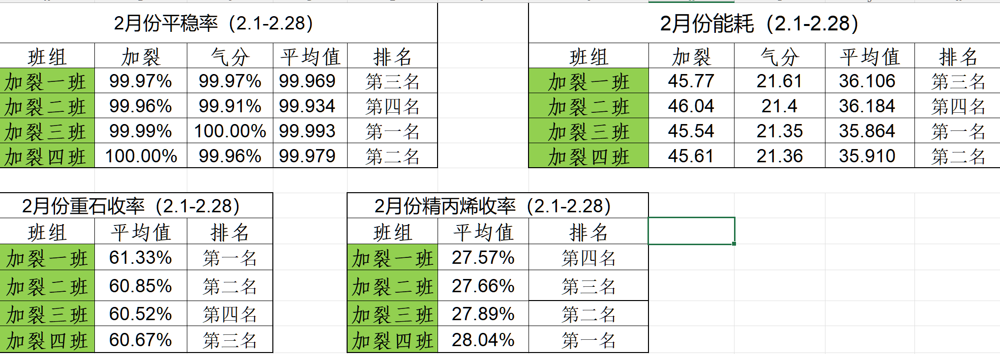 2月份平稳率（2.1-2.28）
班组 加裂 气分 平均值 排名
加裂一班 99.97% 99.97% 99.969 第三名
加裂二班 99.96% 99.91% 99.934 第四名
加裂三班 99.99% 100.00% 99.993 第一名
加裂四班 100.00% 99.96% 99.979 第二名
2月份能耗（2.1-2.28）
班组 加裂 气分 平均值 排名
加裂一班 45.77 21.61 36.106 第三名
加裂二班 46.04 21.4 36.184 第四名
加裂三班 45.54 21.35 35.864 第一名
加裂四班 45.61 21.36 35.910 第二名
2月份重石收率（2.1-2.28）
班组 平均值 排名
加裂一班 61.33% 第一名
加裂二班 60.85% 第二名
加裂三班 60.52% 第四名
加裂四班 60.67% 第三名
2月份精丙烯收率（2.1-2.28）
班组 平均值 排名
加裂一班 27.57% 第四名
加裂二班 27.66% 第三名
加裂三班 27.89% 第二名
加裂四班 28.04% 第一名